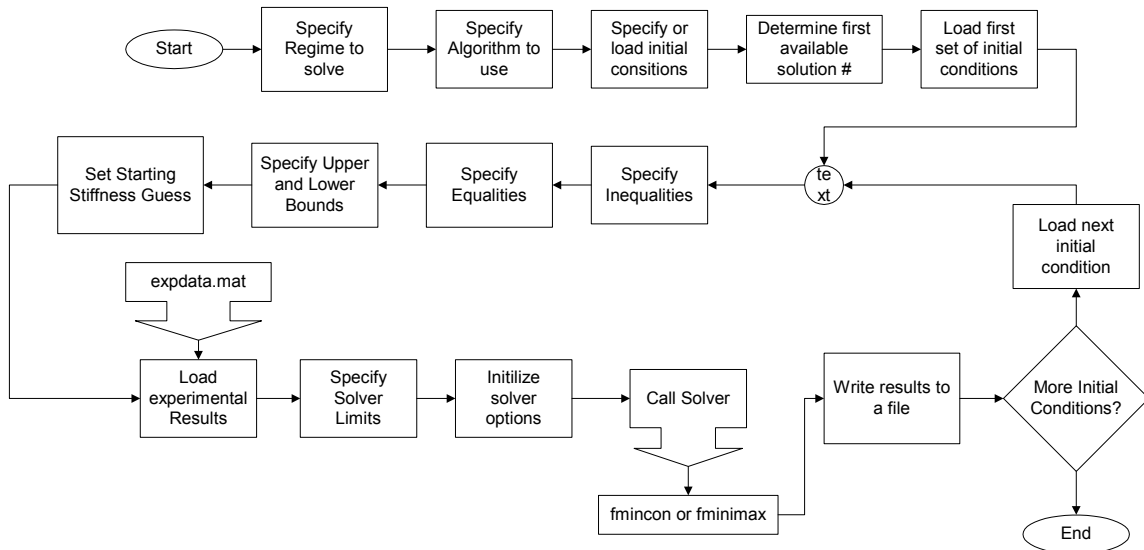 Start
Specify
Regime to
solve
Specify
Algorithm to
use
Specify or
load initial
consitions
Determine first
available
solution #
Load first
set of initial
conditions
Set Starting
Stiffness Guess
Specify Upper
and Lower
Bounds
Specify
Equalities
Specify
Inequalities
te
xt
Load next
initial
condition
expdata.mat
Load
experimental
Results
Specify
Solver
Limits
Initilize
solver
options
Call Solver
fmincon or fminimax
Write results to
a file
More Initial
Conditions?
End